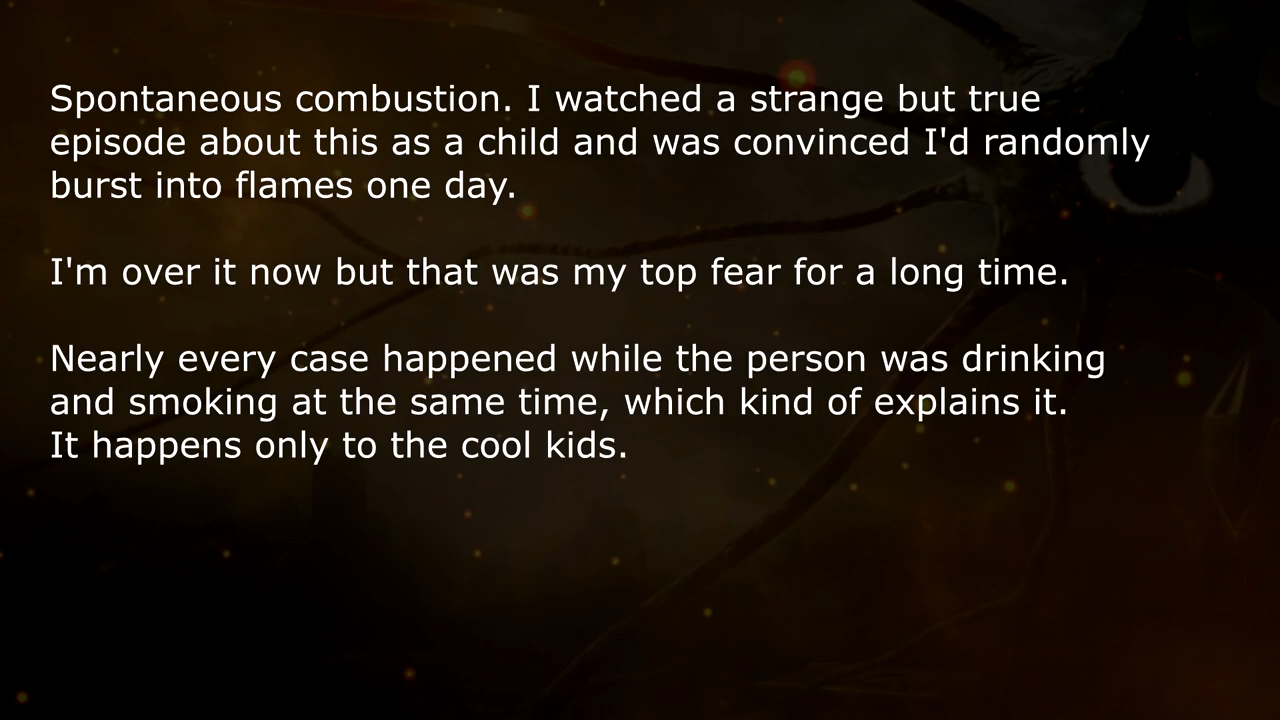 Spontaneous combustion. I watched a strange but true
episode about this as a child and was convinced I'd randomly
burst into flames one day.
I'm over it now but that was my top fear for a long time.
Nearly every case happened while the person was drinking
and smoking at the same time, which kind of explains it.
It happens only to the cool kids.